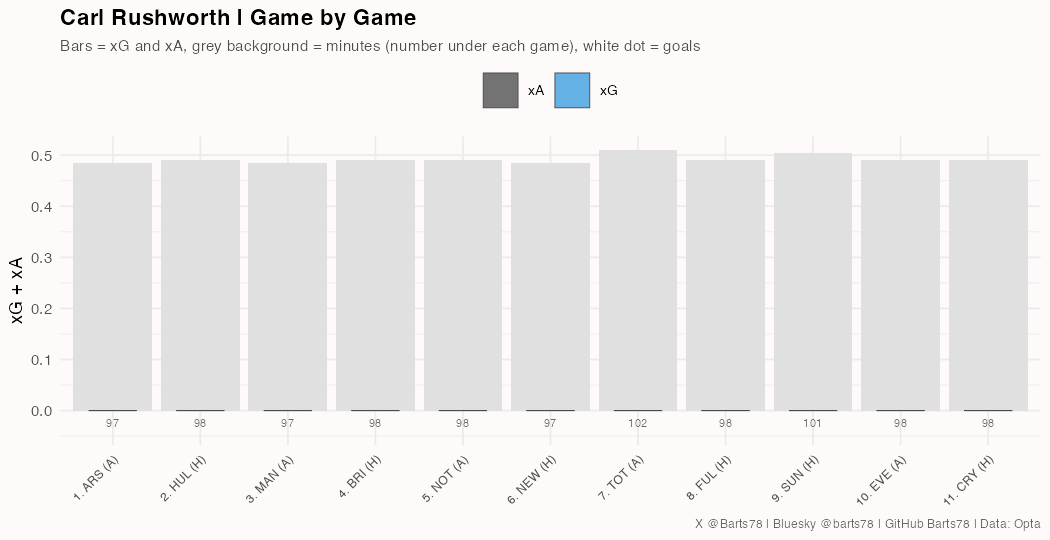 Carl Rushworth | Game by Game
Bars = xG and xA, grey background = minutes (number under each game), white dot = goals
xA xG
xG + xA
0.5
0.4
0.3
0.2
0.1
0.0
97 98 97 98 98 97 102 98 101 98 98
1. ARS (A) 2. HUL (H) 3. MAN (A) 4. BRI (H) 5. NOT (A) 6. NEW (H) 7. TOT (A) 8. FUL (H) 9. SUN (H) 10. EVE (A) 11. CRY (H)
X @Barts78 | Bluesky @barts78 | GitHub Barts78 | Data: Opta